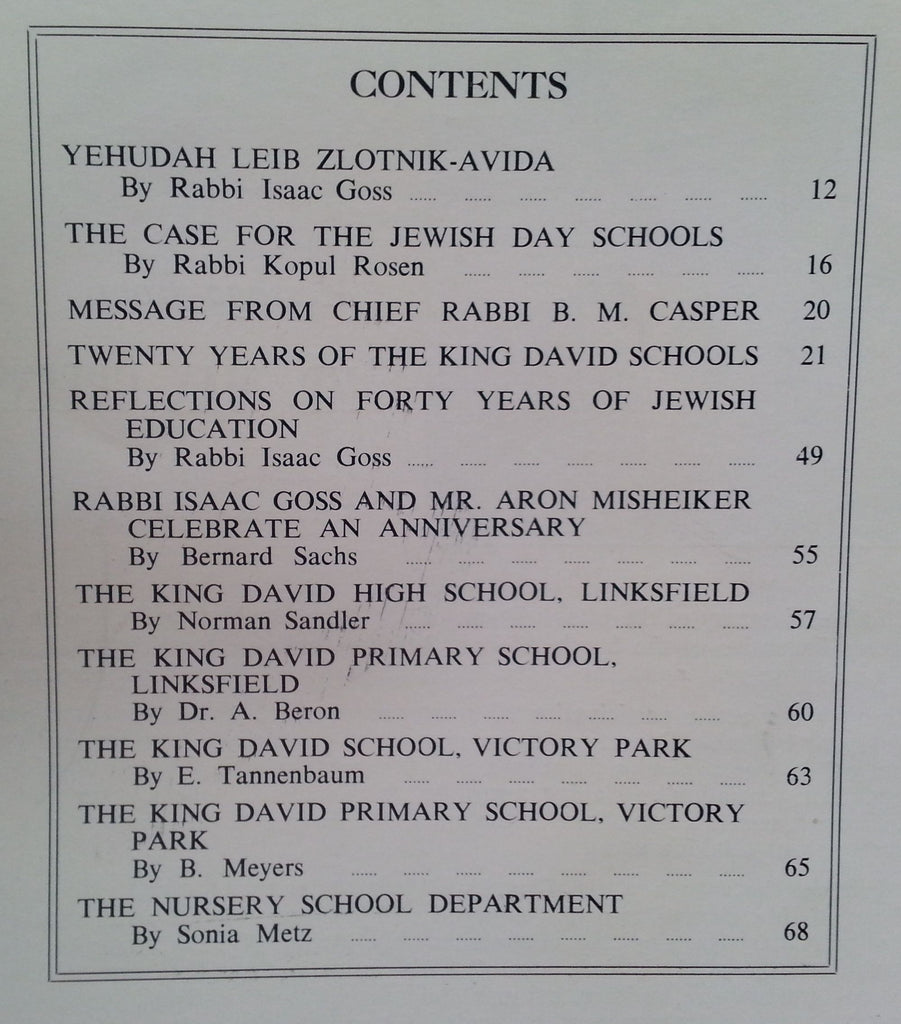 CONTENTS
YEHUDAH LEIB ZLOTNIK-AVIDA
By Rabbi Isaac Goss ...... ...... ...... ...... ...... ...... ...... 12
THE CASE FOR THE JEWISH DAY SCHOOLS
By Rabbi Kopul Rosen ...... ...... ...... ...... ...... ...... 16
MESSAGE FROM CHIEF RABBI B. M. CASPER 20
TWENTY YEARS OF THE KING DAVID SCHOOLS 21
REFLECTIONS ON FORTY YEARS OF JEWISH
EDUCATION
By Rabbi Isaac Goss ...... ...... ...... ...... ...... ...... ...... 49
RABBI ISAAC GOSS AND MR. ARON MISHEIKER
CELEBRATE AN ANNIVERSARY
By Bernard Sachs ...... ...... ...... ...... ...... ...... ...... 55
THE KING DAVID HIGH SCHOOL, LINKSFIELD
By Norman Sandler ...... ...... ...... ...... ...... ...... ...... 57
THE KING DAVID PRIMARY SCHOOL,
LINKSFIELD
By Dr. A. Beron ...... ...... ...... ...... ...... ...... ...... 60
THE KING DAVID SCHOOL, VICTORY PARK
By E. Tannenbaum ...... ...... ...... ...... ...... ...... ...... 63
THE KING DAVID PRIMARY SCHOOL, VICTORY
PARK
By B. Meyers ...... ...... ...... ...... ...... ...... ...... ...... 65
THE NURSERY SCHOOL DEPARTMENT
By Sonia Metz ...... ...... ...... ...... ...... ...... ...... ...... 68